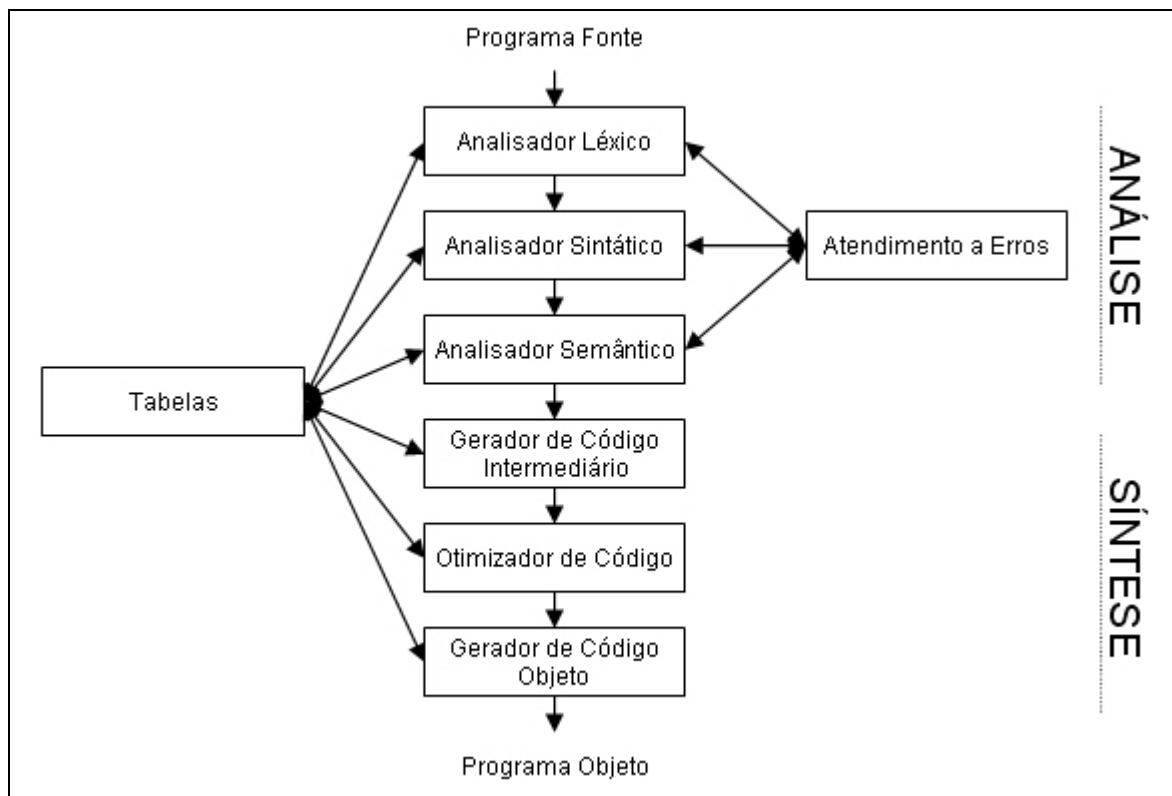 Programa Fonte
Analisador Léxico
ANÁLISE
Analisador Sintático
Atendimento a Erros
Analisador Semântico
Tabelas
Gerador de Código
Intermediário
SÍNTESE
Otimizador de Código
Gerador de Código
Objeto
Programa Objeto